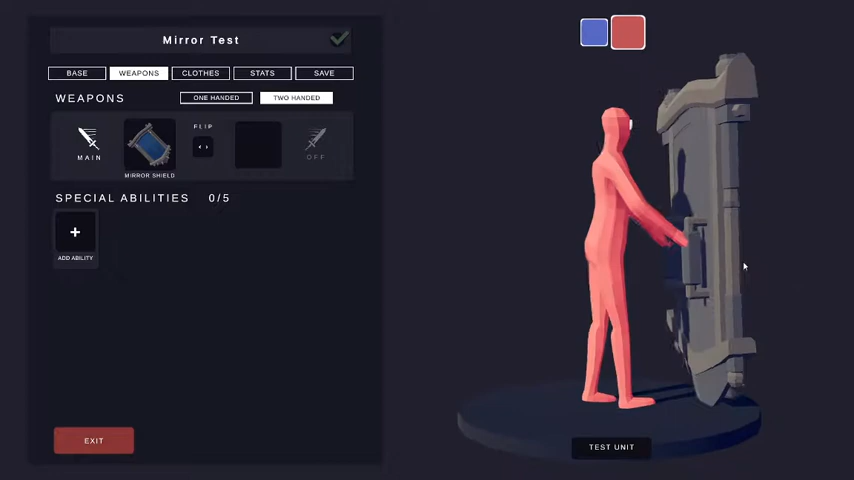 Mirror Test
BASE
WEAPONS
CLOTHES
STATS
SAVE
WEAPONS
ONE HANDED
TWO HANDED
MAIN
MIRROR SHIELD
FLIP
OFF
SPECIAL ABILITIES 0/5
+
ADD ABILITY
EXIT
TEST UNIT